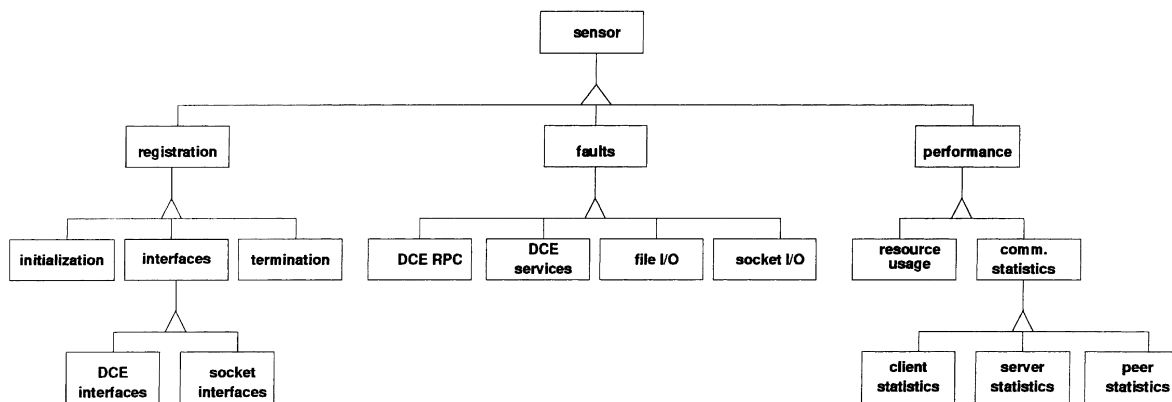 sensor
registration
faults
performance
initialization
interfaces
termination
DCE RPC
DCE
services
file I/O
socket I/O
resource
usage
comm.
statistics
DCE
interfaces
socket
interfaces
client
statistics
server
statistics
peer
statistics